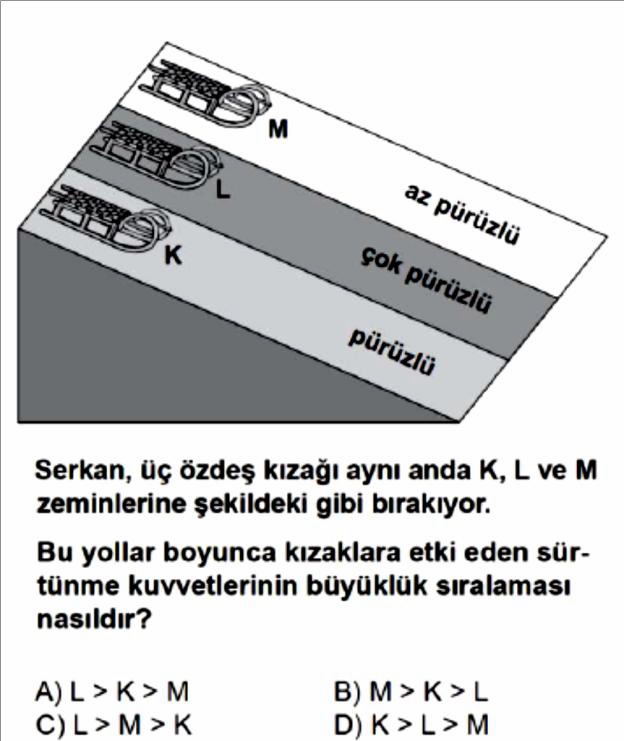 M
az pürüzlü
L
çok pürüzlü
K
pürüzlü
Serkan, üç özdeş kızağı aynı anda K, L ve M
zeminlerine şekildeki gibi bırakıyor.
Bu yollar boyunca kızaklara etki eden sür-
tünme kuvvetlerinin büyüklük sıralaması
nasıldır?
A) L > K > M
B) M > K > L
C) L > M > K
D) K > L > M